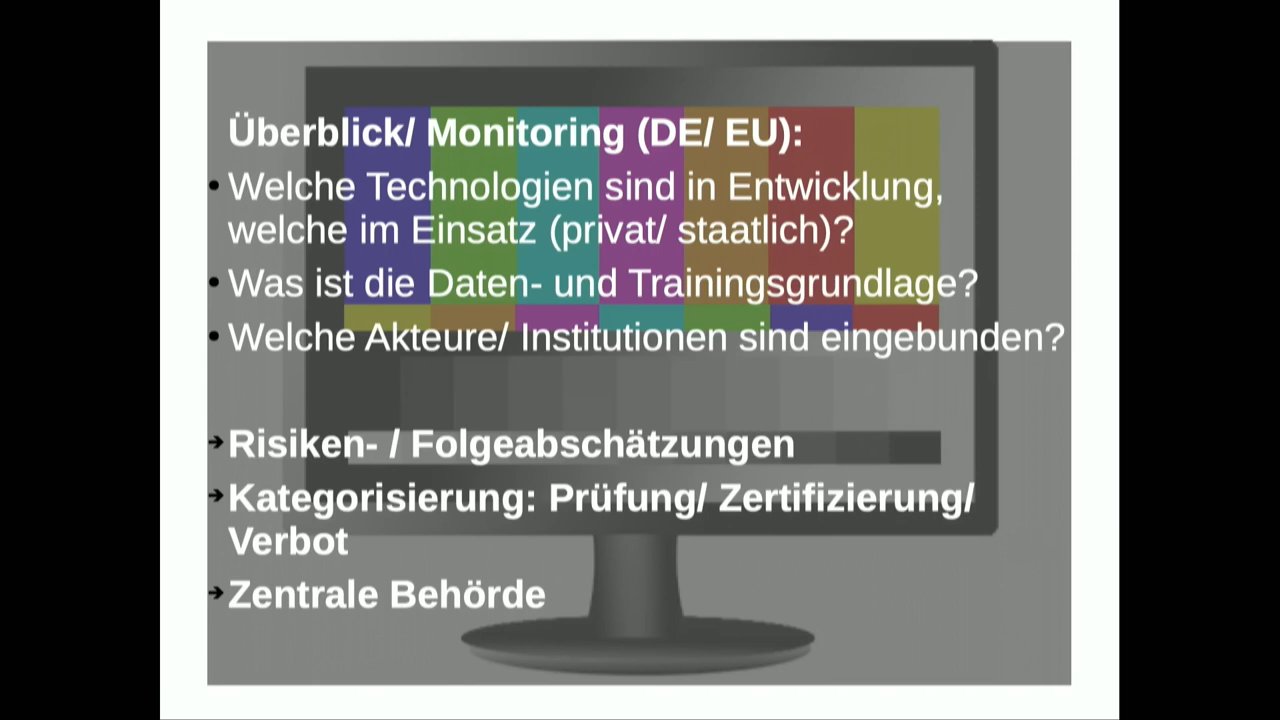 Überblick/ Monitoring (DE/ EU):
• Welche Technologien sind in Entwicklung,
welche im Einsatz (privat/ staatlich)?
• Was ist die Daten- und Trainingsgrundlage?
• Welche Akteure/ Institutionen sind eingebunden?
➔ Risiken- / Folgeabschätzungen
➔ Kategorisierung: Prüfung/ Zertifizierung/
Verbot
➔ Zentrale Behörde